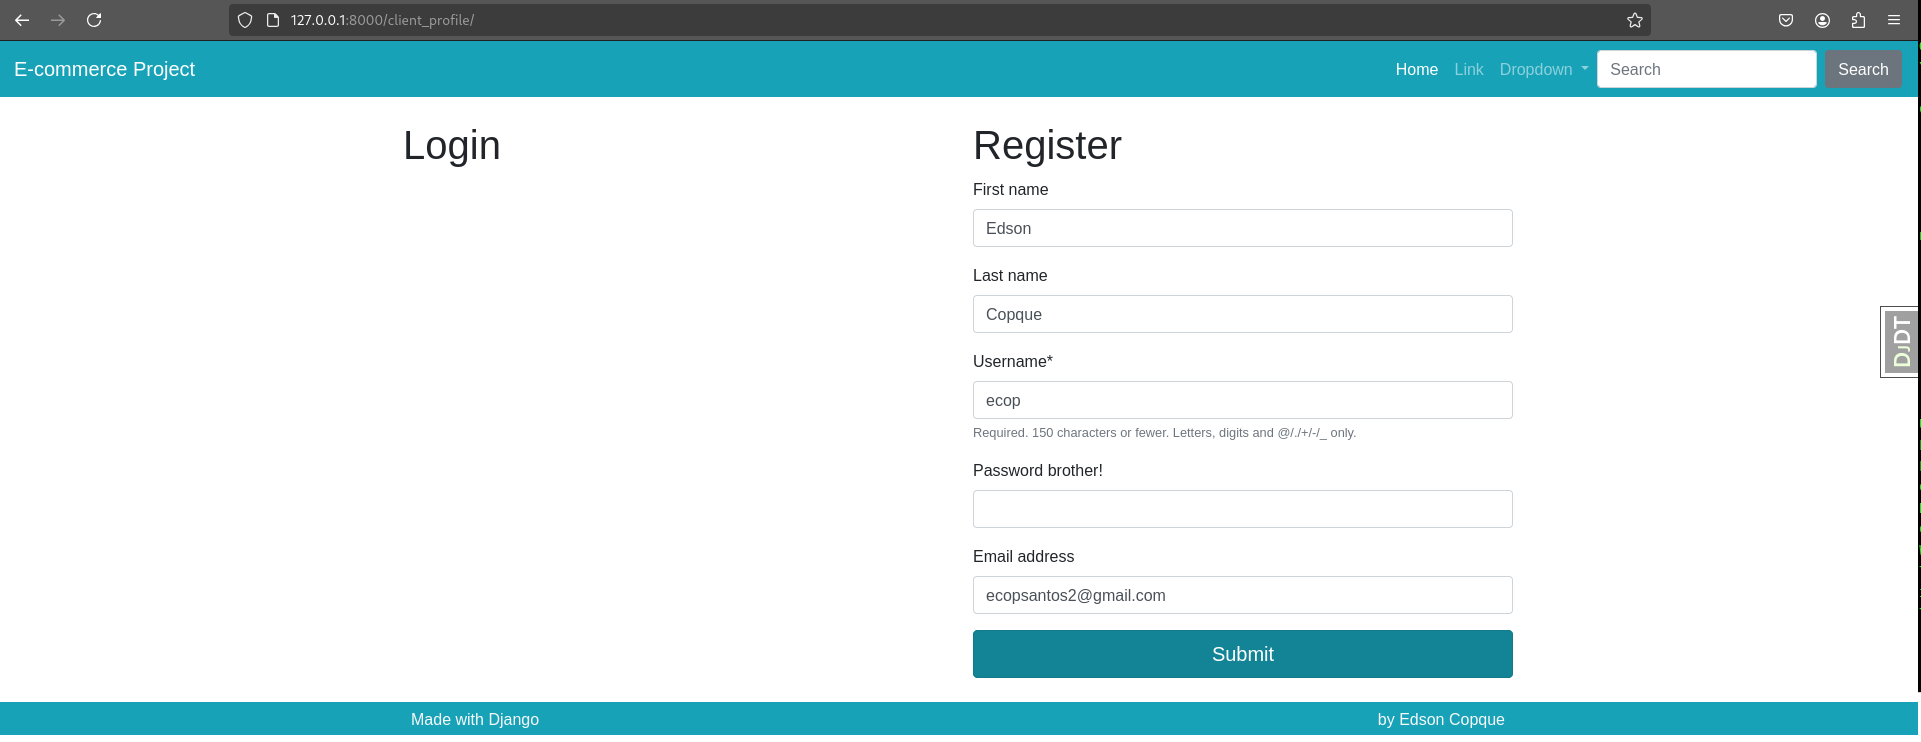 127.0.0.1:8000/client_profile/
E-commerce Project
Home Link Dropdown Search Search
Login
Register
First name
Edson
Last name
Copque
Username*
ecop
Required. 150 characters or fewer. Letters, digits and @/./+/-/_ only.
Password brother!
Email address
ecopsantos2@gmail.com
Submit
DJDT
Made with Django
by Edson Copque